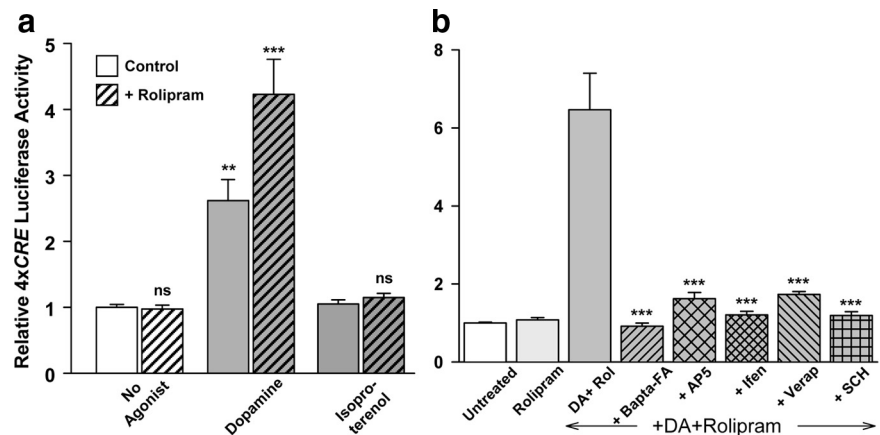 a
b
Relative 4xCRE Luciferase Activity
5
4
3
2
1
0
Control
+ Rolipram
ns
**
***
ns
No
Agonist
Dopamine
Isopro-
terenol
8
6
4
2
0
***
***
***
***
***
Untreated
Rolipram
DA+ Rol
+ Bapta-FA
+ AP5
+ Ifen
+ Verap
+ SCH
+DA+Rolipram